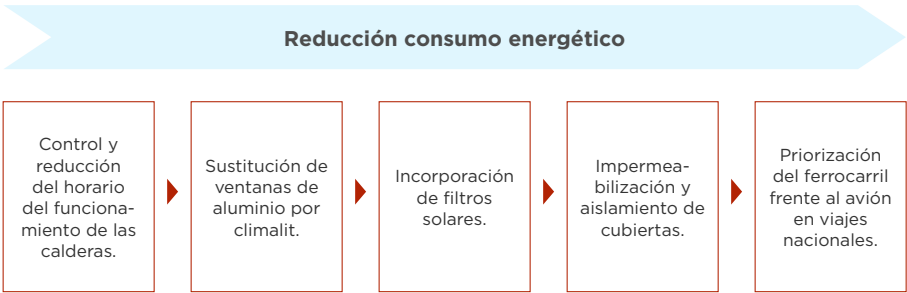 Reducción consumo energético
Control y
reducción
del horario
del funciona-
miento de las
calderas.
Sustitución de
ventanas de
aluminio por
climalit.
Incorporación
de filtros
solares.
Impermea-
bilización y
aislamiento de
cubiertas.
Priorización
del ferrocarril
frente al avión
en viajes
nacionales.